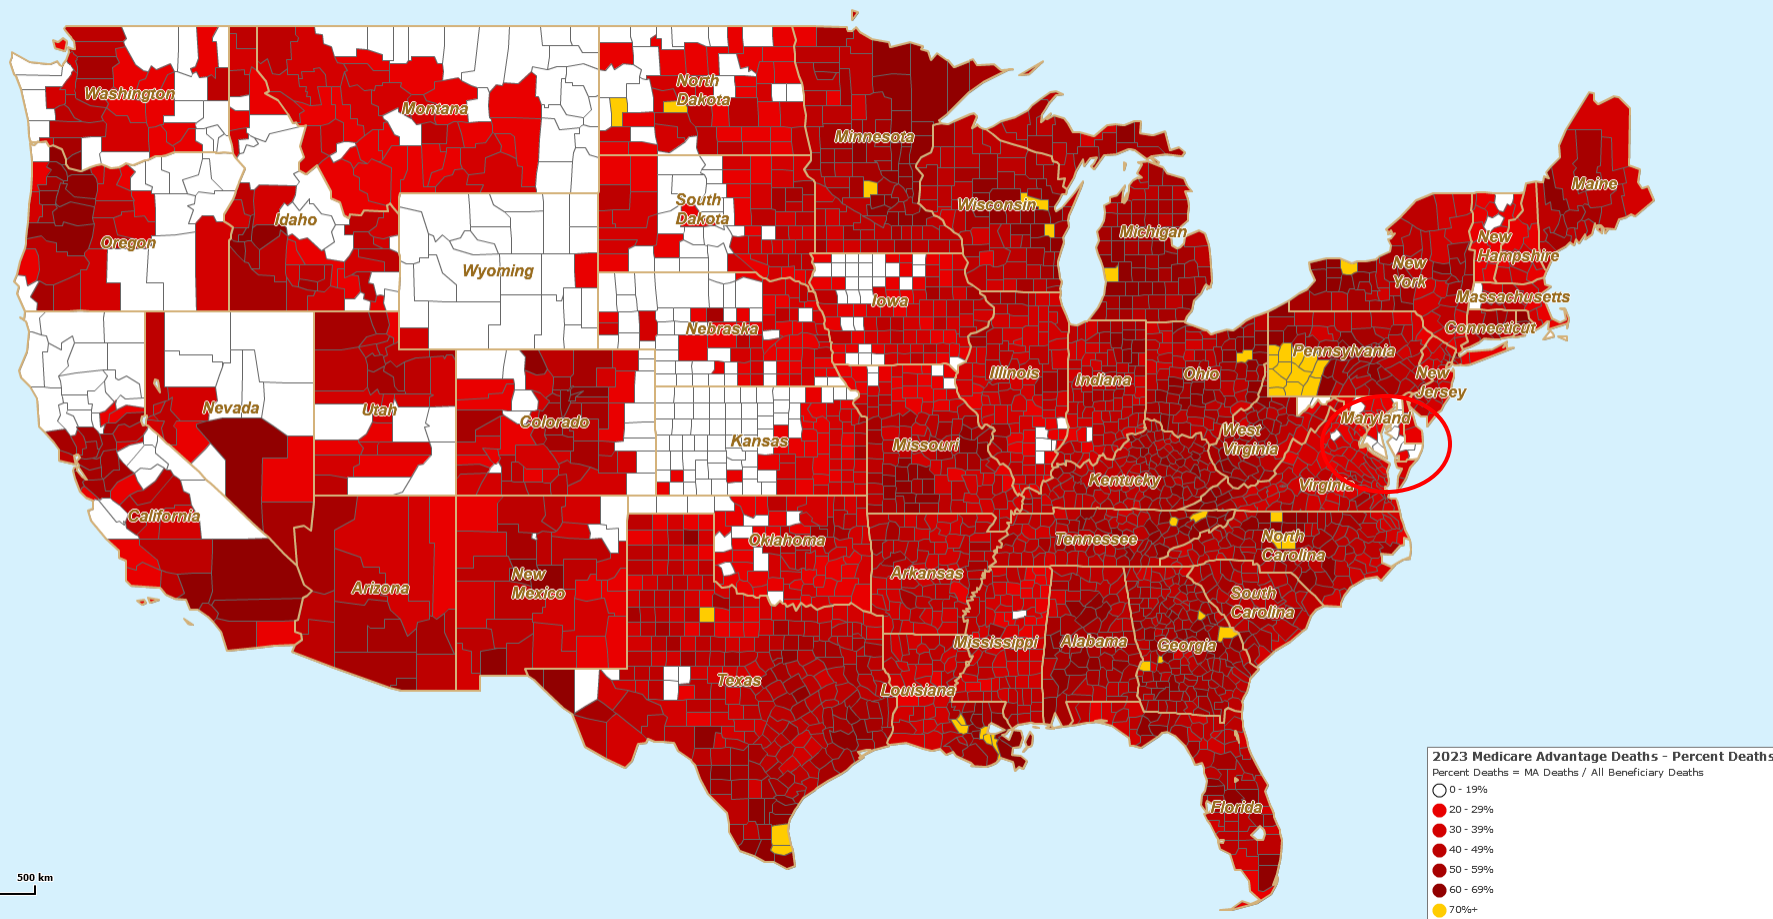 Washington
Montana
North
Dakota
Minnesota
Maine
Idaho
South
Dakota
Wisconsin
Michigan
Oregon
Wyoming
New
Hampshire
New
York
Iowa
Massachusetts
Nebraska
Connecticut
Pennsylvania
Illinois
Indiana
Ohio
New
Jersey
Nevada
Utah
Colorado
Maryland
Kansas
Missouri
West
Virginia
Kentucky
Virginia
California
Oklahoma
Tennessee
North
Carolina
Arizona
New
Mexico
Arkansas
South
Carolina
Mississippi
Alabama
Georgia
Texas
Louisiana
Florida
2023 Medicare Advantage Deaths - Percent Deaths
Percent Deaths = MA Deaths / All Beneficiary Deaths
0 - 19%
20 - 29%
30 - 39%
40 - 49%
50 - 59%
60 - 69%
70%+
500 km